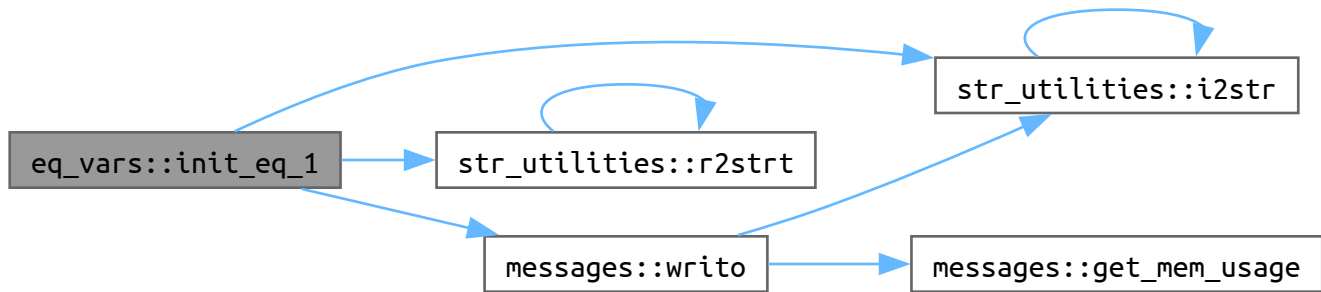 eq_vars::init_eq_1
str_utilities::i2str
str_utilities::r2strt
messages::writo
messages::get_mem_usage